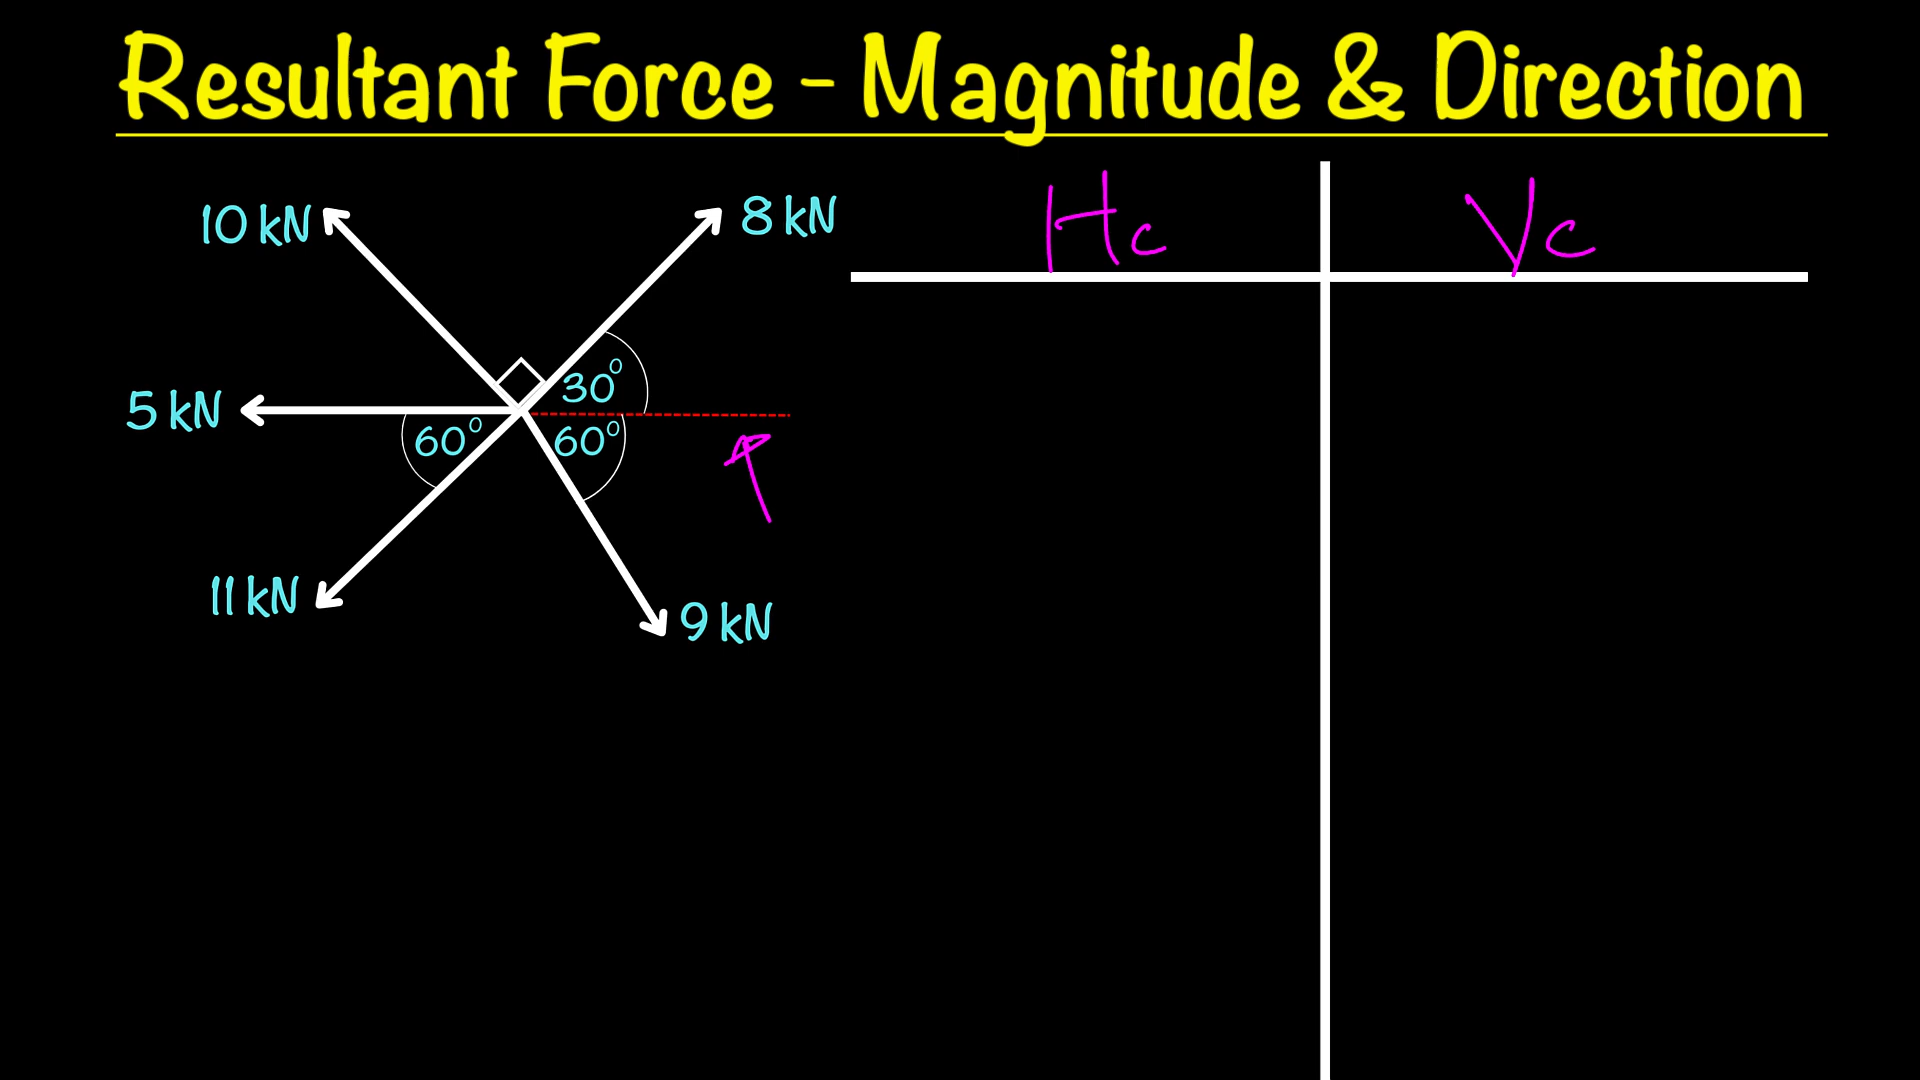 Resultant Force - Magnitude & Direction
10 kN
8 kN
Hc
Vc
30°
5 kN
60°
60°
11 kN
9 kN